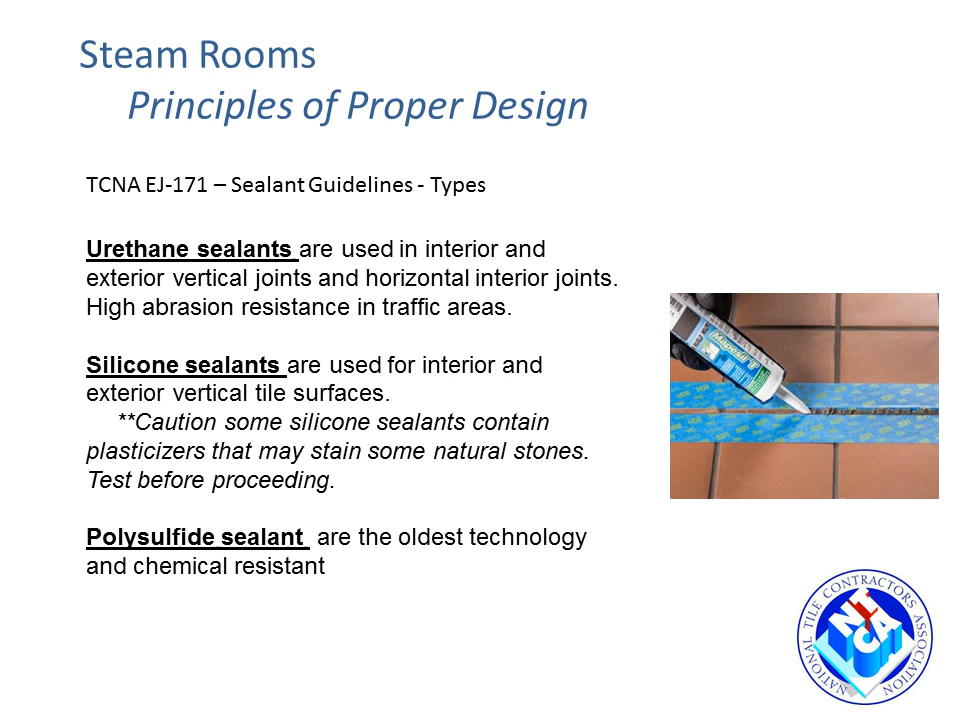 Steam Rooms
Principles of Proper Design
TCNA EJ-171 – Sealant Guidelines - Types
Urethane sealants are used in interior and
exterior vertical joints and horizontal interior joints.
High abrasion resistance in traffic areas.
Silicone sealants are used for interior and
exterior vertical tile surfaces.
**Caution some silicone sealants contain
plasticizers that may stain some natural stones.
Test before proceeding.
Polysulfide sealant are the oldest technology
and chemical resistant
Mapesil T
NATIONAL TILE CONTRACTORS ASSOCIATION
NTCA